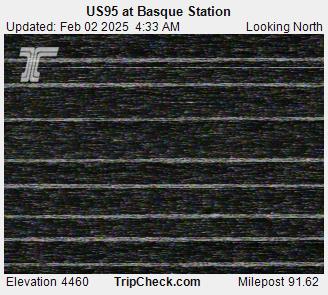 US95 at Basque Station
Updated: Feb 02 2025 4:33 AM Looking North
Elevation 4460 TripCheck.com Milepost 91.62